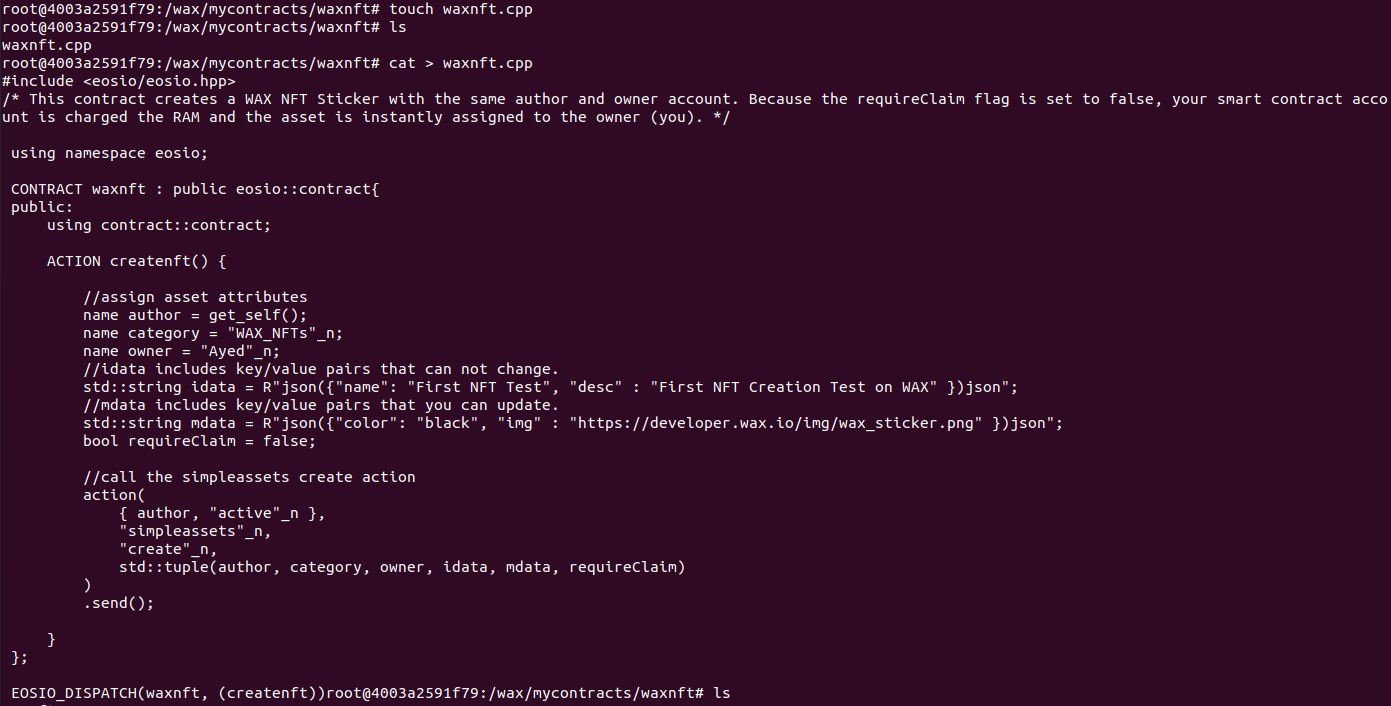 root@4003a2591f79:/wax/mycontracts/waxnft# touch waxnft.cpp
root@4003a2591f79:/wax/mycontracts/waxnft# ls
waxnft.cpp
root@4003a2591f79:/wax/mycontracts/waxnft# cat > waxnft.cpp
#include <eosio/eosio.hpp>
/* This contract creates a WAX NFT Sticker with the same author and owner account. Because the requireClaim flag is set to false, your smart contract acco
unt is charged the RAM and the asset is instantly assigned to the owner (you). */
using namespace eosio;
CONTRACT waxnft : public eosio::contract{
public:
using contract::contract;
ACTION createnft() {
//assign asset attributes
name author = get_self();
name category = "WAX_NFTs"_n;
name owner = "Ayed"_n;
//idata includes key/value pairs that can not change.
std::string idata = R"json({"name": "First NFT Test", "desc" : "First NFT Creation Test on WAX" })json";
//mdata includes key/value pairs that you can update.
std::string mdata = R"json({"color": "black", "img" : "https://developer.wax.io/img/wax_sticker.png" })json";
bool requireClaim = false;
//call the simpleassets create action
action(
{ author, "active"_n },
"simpleassets"_n,
"create"_n,
std::tuple(author, category, owner, idata, mdata, requireClaim)
)
.send();
}
};
EOSIO_DISPATCH(waxnft, (createnft))root@4003a2591f79:/wax/mycontracts/waxnft# ls